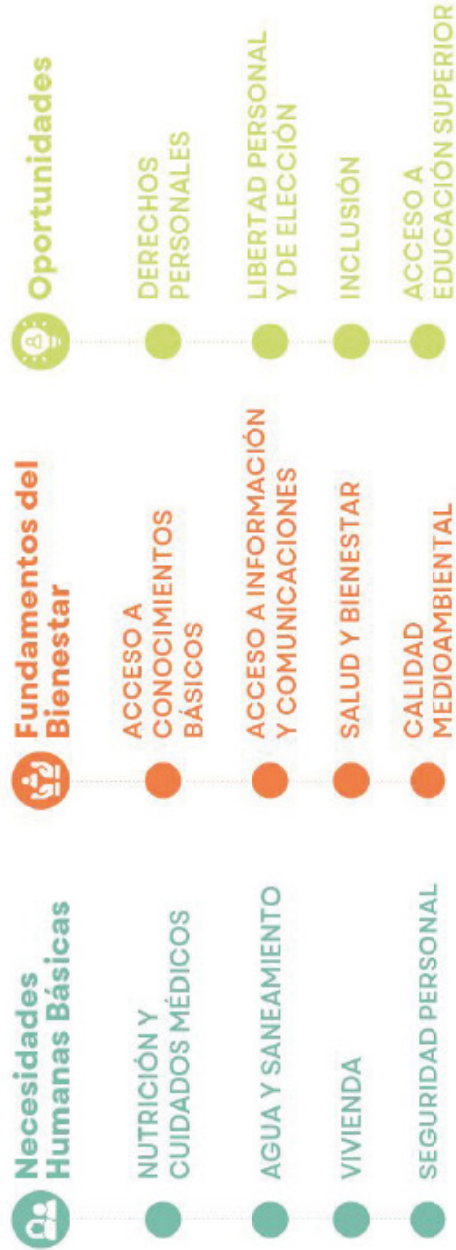 Necesidades
Humanas Básicas
NUTRICIÓN Y
CUIDADOS MÉDICOS
AGUA Y SANEAMIENTO
VIVIENDA
SEGURIDAD PERSONAL
Fundamentos del
Bienestar
ACCESO A
CONOCIMIENTOS
BÁSICOS
ACCESO A INFORMACIÓN
Y COMUNICACIONES
SALUD Y BIENESTAR
CALIDAD
MEDIOAMBIENTAL
Oportunidades
DERECHOS
PERSONALES
LIBERTAD PERSONAL
Y DE ELECCIÓN
INCLUSIÓN
ACCESO A
EDUCACIÓN SUPERIOR